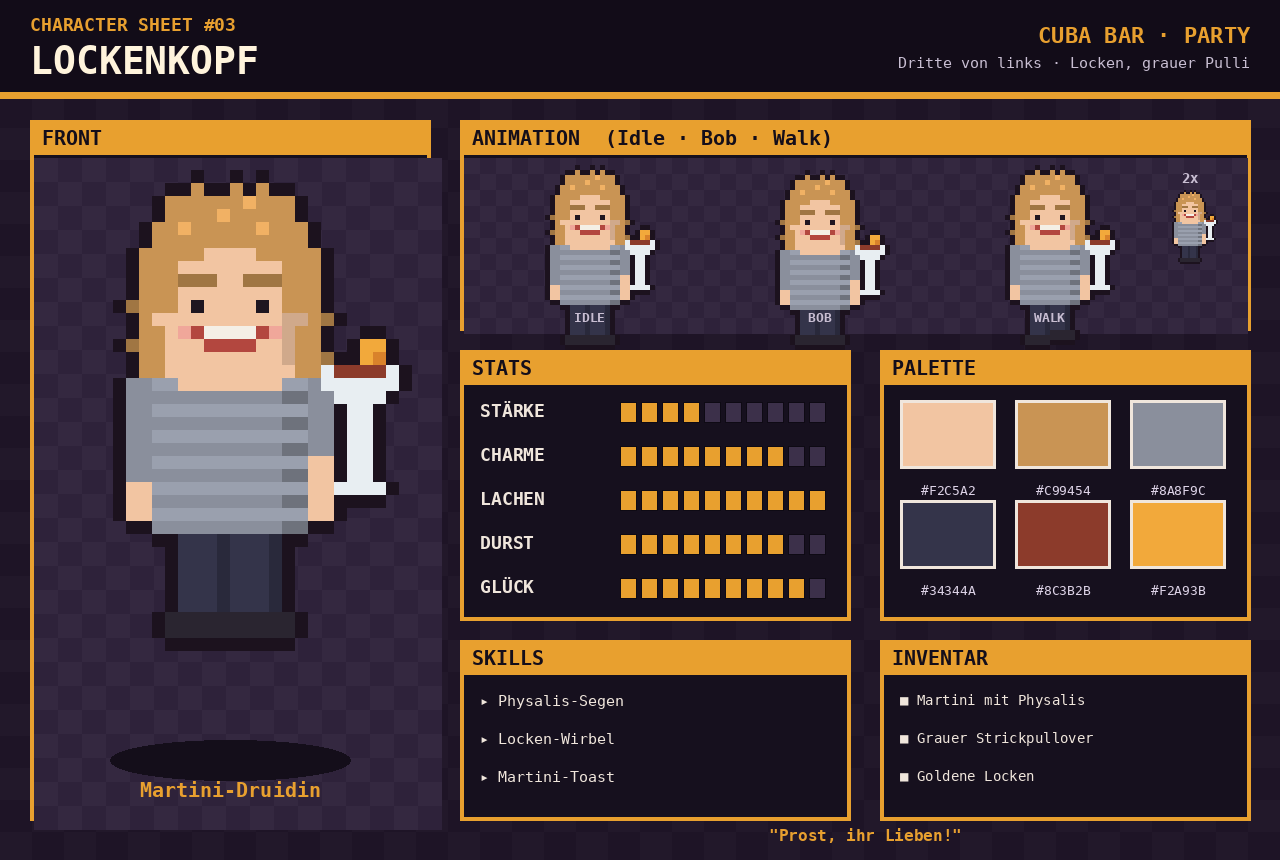 CHARACTER SHEET #03
LOCKENKOPF
CUBA BAR · PARTY
Dritte von links · Locken, grauer Pulli
FRONT
Martini-Druidin
ANIMATION (Idle · Bob · Walk)
2x
IDLE
BOB
WALK
STATS
STÄRKE
CHARME
LACHEN
DURST
GLÜCK
PALETTE
#F2C5A2
#C99454
#8A8F9C
#34344A
#8C3B2B
#F2A93B
SKILLS
▸ Physalis-Segen
▸ Locken-Wirbel
▸ Martini-Toast
INVENTAR
■ Martini mit Physalis
■ Grauer Strickpullover
■ Goldene Locken
"Prost, ihr Lieben!"